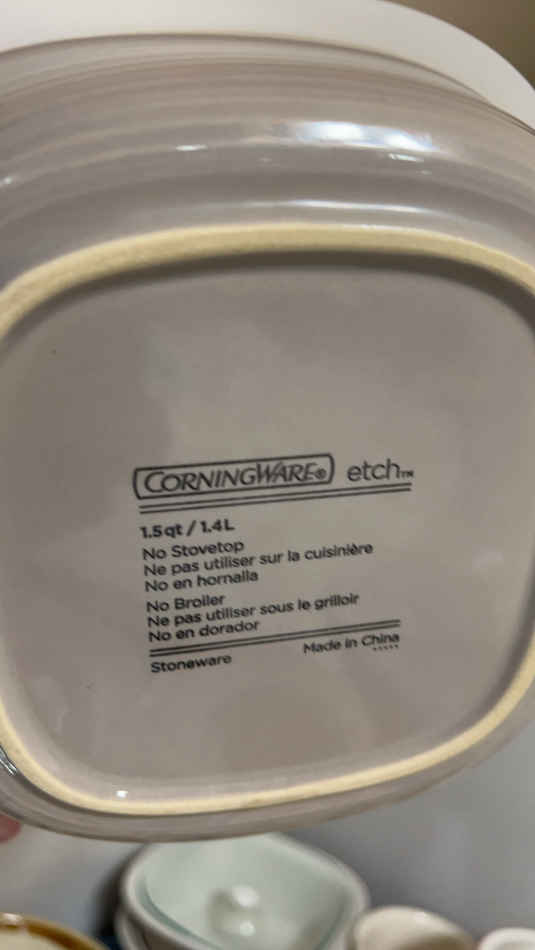 CORNINGWARE® etch™
1.5qt / 1.4L
No Stovetop
Ne pas utiliser sur la cuisinière
No en hornalla
No Broiler
Ne pas utiliser sous le grilloir
No en dorador
Stoneware Made in China